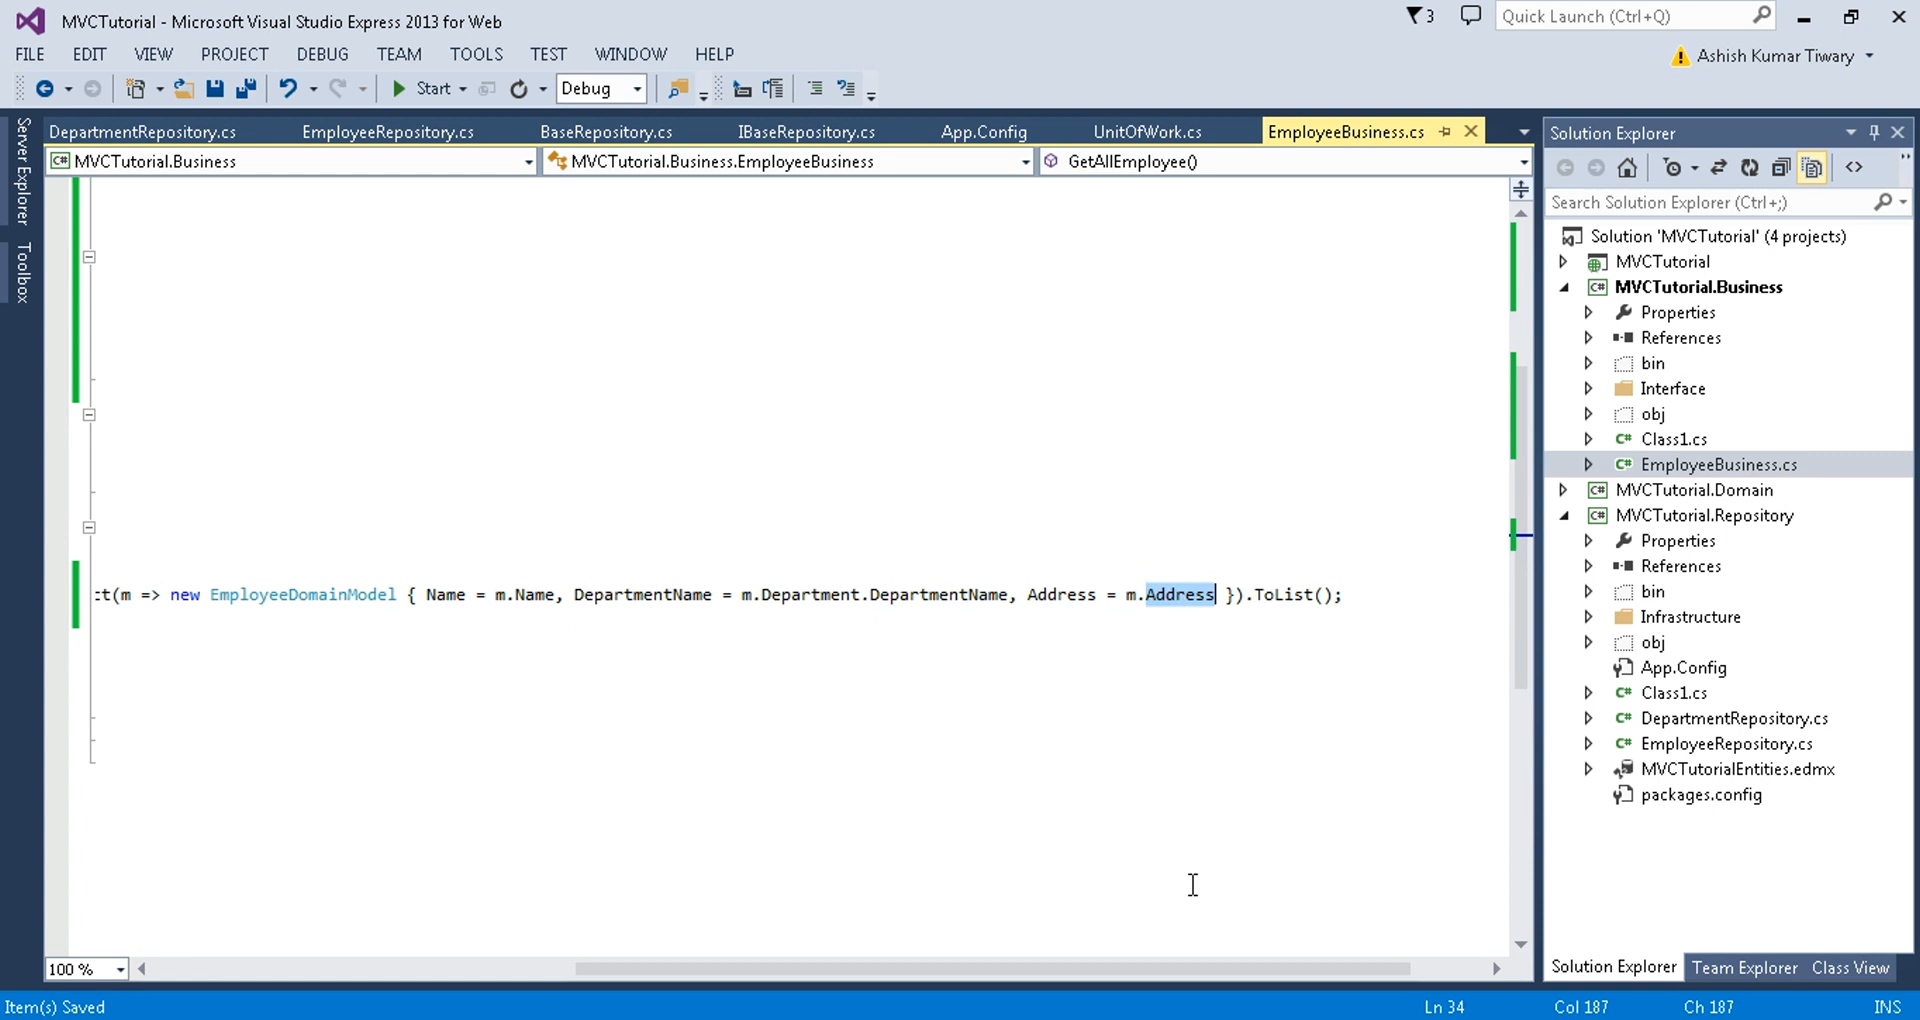 MVCTutorial - Microsoft Visual Studio Express 2013 for Web
3
Quick Launch (Ctrl+Q)
FILE EDIT VIEW PROJECT DEBUG TEAM TOOLS TEST WINDOW HELP
Ashish Kumar Tiwary
Start Debug
Server Explorer
Toolbox
DepartmentRepository.cs EmployeeRepository.cs BaseRepository.cs IBaseRepository.cs App.Config UnitOfWork.cs EmployeeBusiness.cs
C# MVCTutorial.Business MVCTutorial.Business.EmployeeBusiness GetAllEmployee()
ct(m => new EmployeeDomainModel { Name = m.Name, DepartmentName = m.Department.DepartmentName, Address = m.Address }).ToList();
100 %
Solution Explorer
Search Solution Explorer (Ctrl+;)
Solution 'MVCTutorial' (4 projects)
MVCTutorial
C# MVCTutorial.Business
Properties
References
bin
Interface
obj
C# Class1.cs
C# EmployeeBusiness.cs
C# MVCTutorial.Domain
C# MVCTutorial.Repository
Properties
References
bin
Infrastructure
obj
App.Config
C# Class1.cs
C# DepartmentRepository.cs
C# EmployeeRepository.cs
MVCTutorialEntities.edmx
packages.config
Solution Explorer Team Explorer Class View
Item(s) Saved Ln 34 Col 187 Ch 187 INS